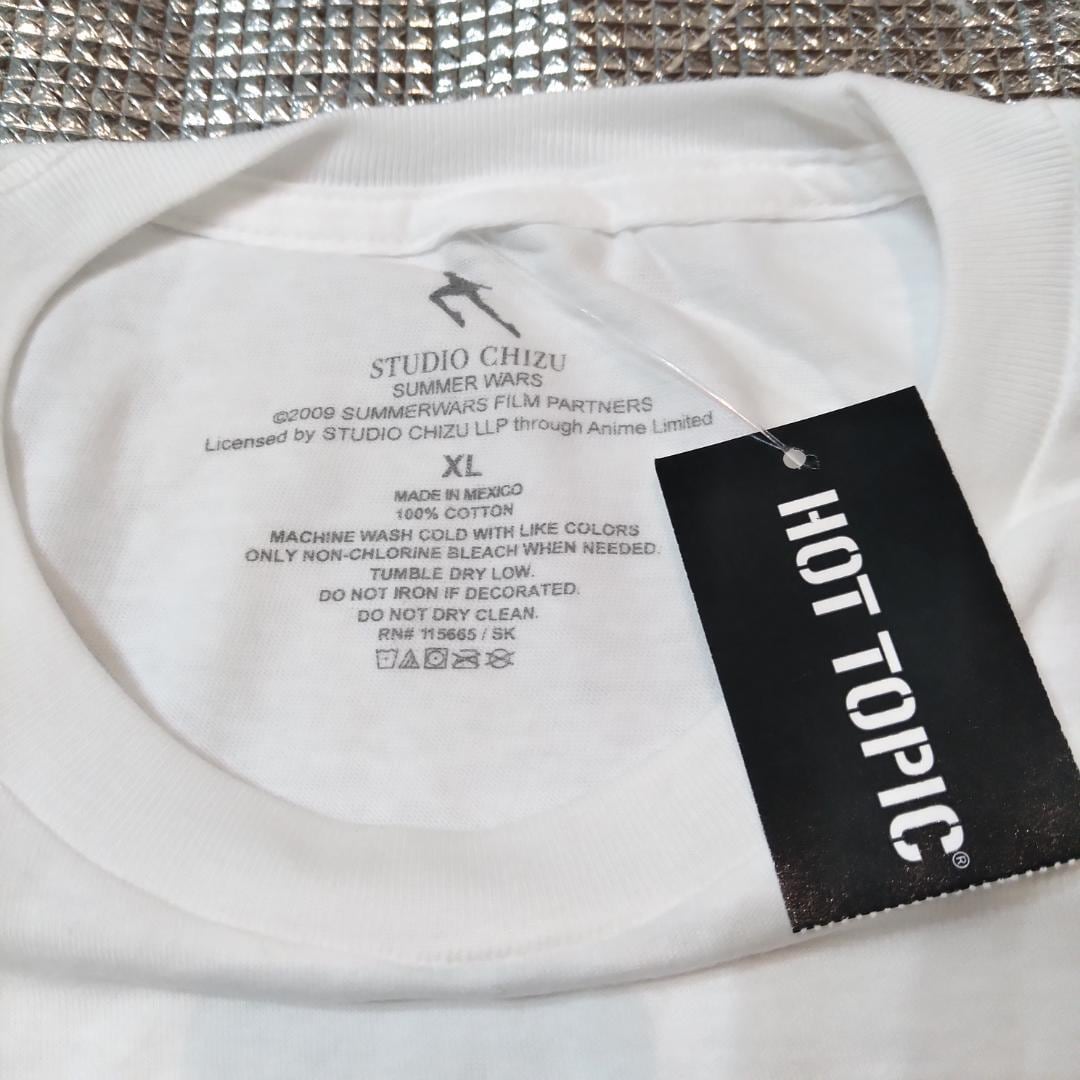 STUDIO CHIZU
SUMMER WARS
©2009 SUMMERWARS FILM PARTNERS
Licensed by STUDIO CHIZU LLP through Anime Limited
XL
MADE IN MEXICO
100% COTTON
MACHINE WASH COLD WITH LIKE COLORS
ONLY NON-CHLORINE BLEACH WHEN NEEDED.
TUMBLE DRY LOW.
DO NOT IRON IF DECORATED.
DO NOT DRY CLEAN.
RN# 115665 / SK
HOT TOPIC®